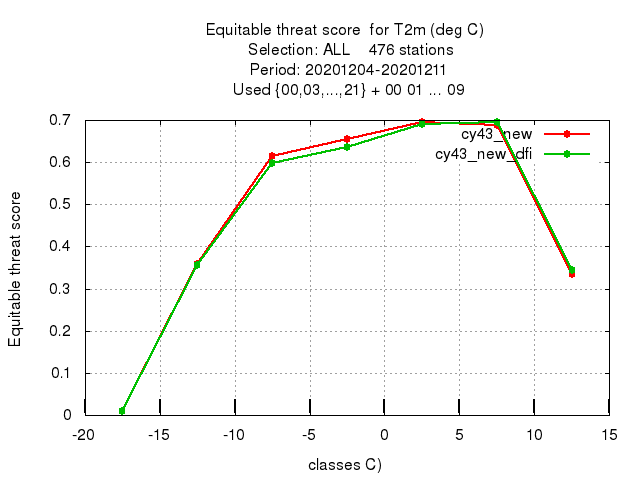 Equitable threat score  for T2m (deg C)
Selection: ALL    476 stations
Period: 20201204-20201211
Used {00,03,...,21} + 00 01 ... 09
Equitable threat score
0.7
0.6
0.5
0.4
0.3
0.2
0.1
0
cy43_new
cy43_new_dfi
-20 -15 -10 -5 0 5 10 15
classes C)